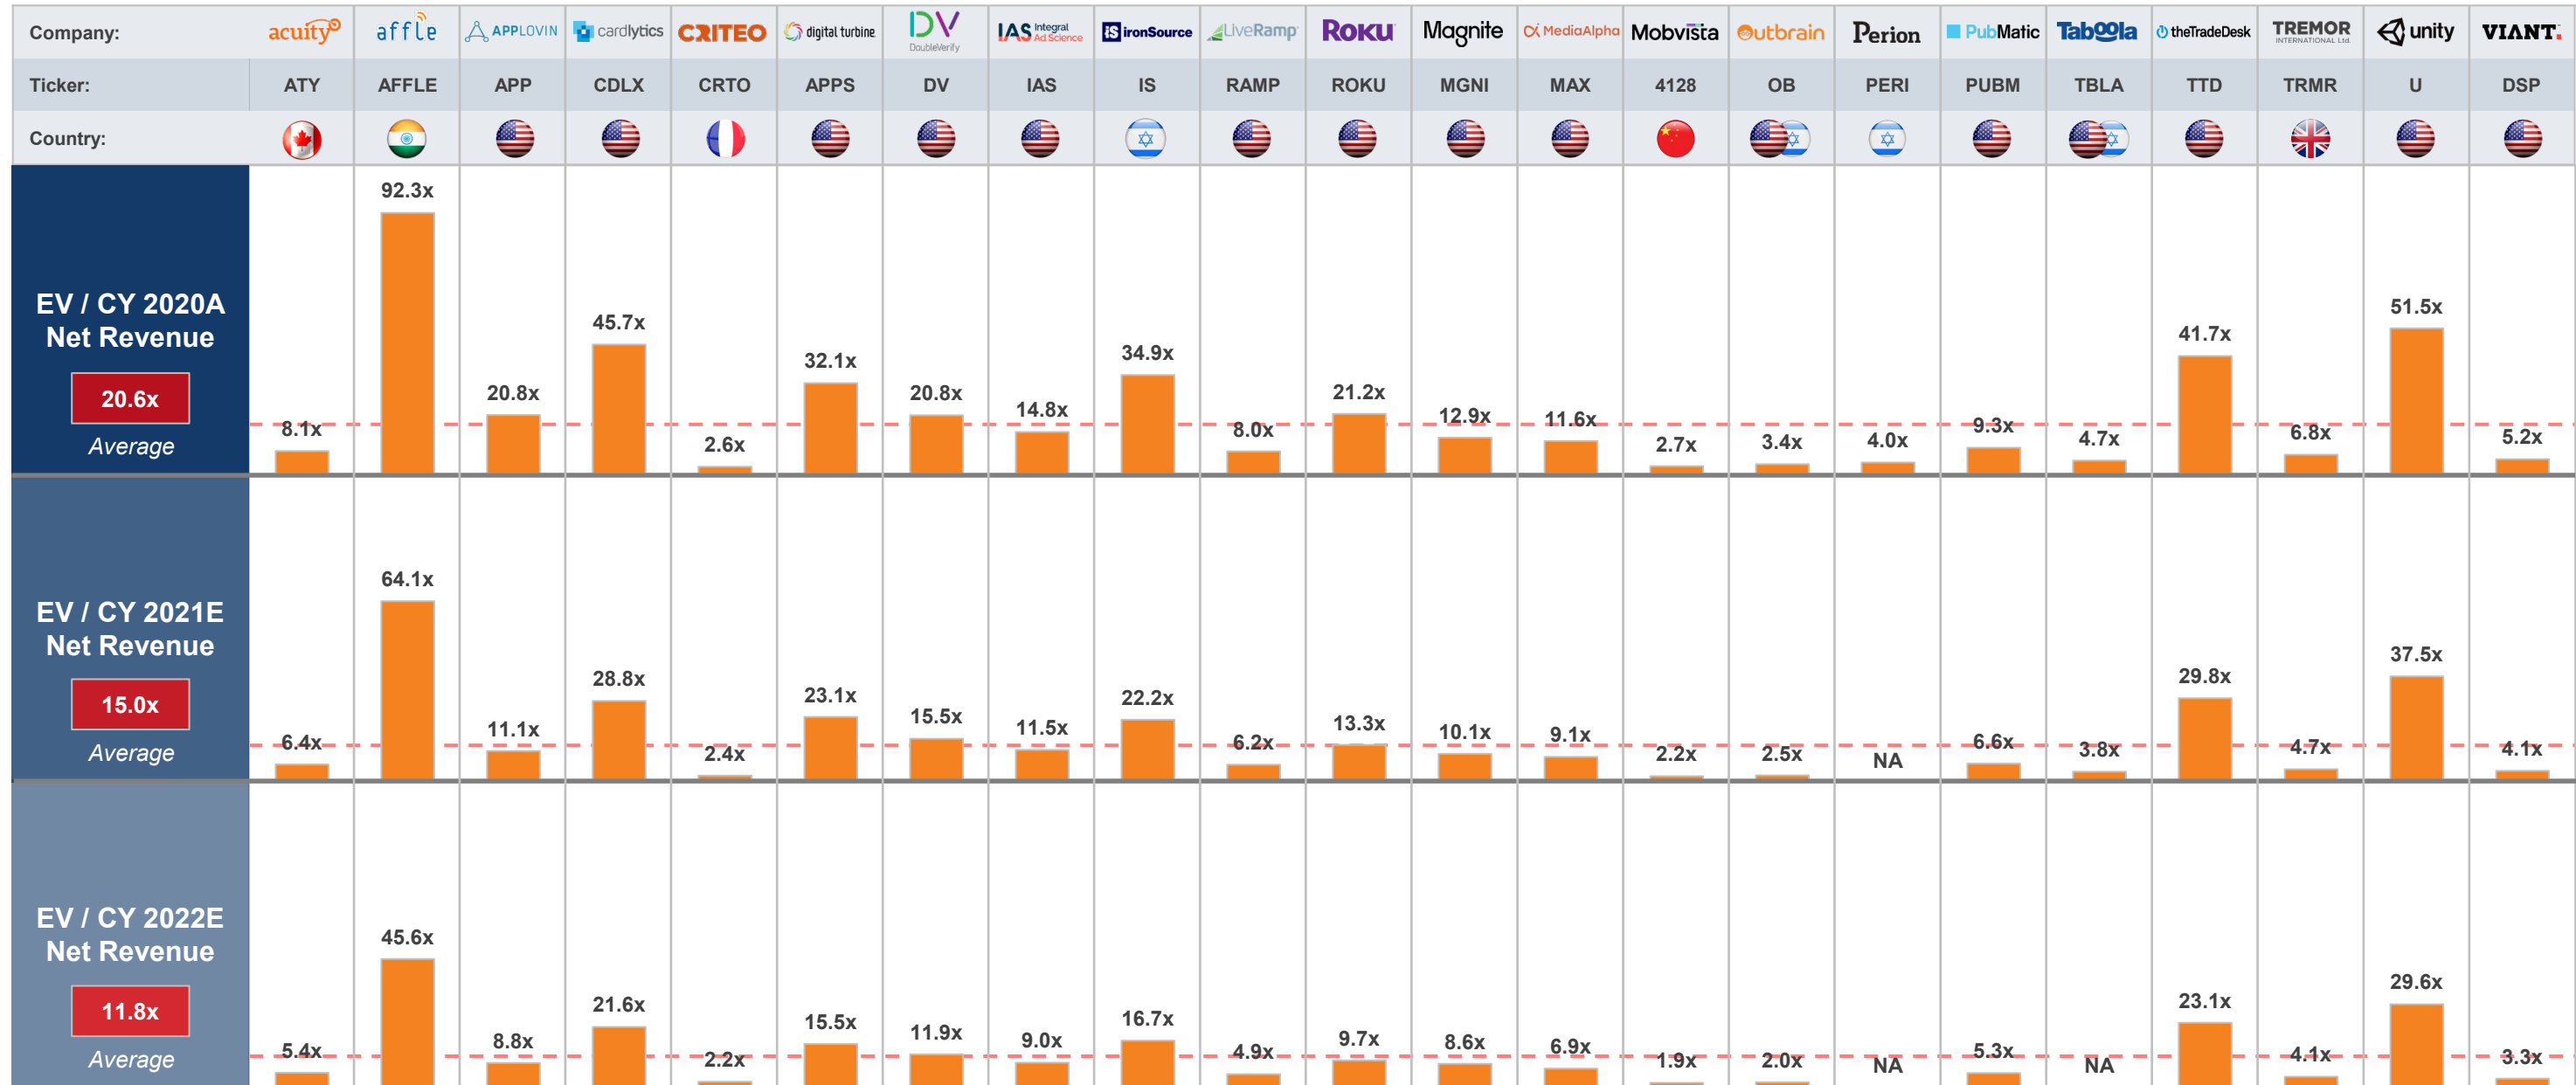 Company: acuity affle APPLOVIN cardlytics CRITEO digital turbine DV DoubleVerify IAS Integral Ad Science iS ironSource LiveRamp ROKU Magnite MediaAlpha Mobvista Outbrain Perion PubMatic Taboola theTradeDesk TREMOR INTERNATIONAL Ltd. unity VIANT.
Ticker: ATY AFFLE APP CDLX CRTO APPS DV IAS IS RAMP ROKU MGNI MAX 4128 OB PERI PUBM TBLA TTD TRMR U DSP
Country:
EV / CY 2020A
Net Revenue
20.6x
Average
8.1x 92.3x 20.8x 45.7x 2.6x 32.1x 20.8x 14.8x 34.9x 8.0x 21.2x 12.9x 11.6x 2.7x 3.4x 4.0x 9.3x 4.7x 41.7x 6.8x 51.5x 5.2x
EV / CY 2021E
Net Revenue
15.0x
Average
6.4x 64.1x 11.1x 28.8x 2.4x 23.1x 15.5x 11.5x 22.2x 6.2x 13.3x 10.1x 9.1x 2.2x 2.5x NA 6.6x 3.8x 29.8x 4.7x 37.5x 4.1x
EV / CY 2022E
Net Revenue
11.8x
Average
5.4x 45.6x 8.8x 21.6x 2.2x 15.5x 11.9x 9.0x 16.7x 4.9x 9.7x 8.6x 6.9x 1.9x 2.0x NA 5.3x NA 23.1x 4.1x 29.6x 3.3x